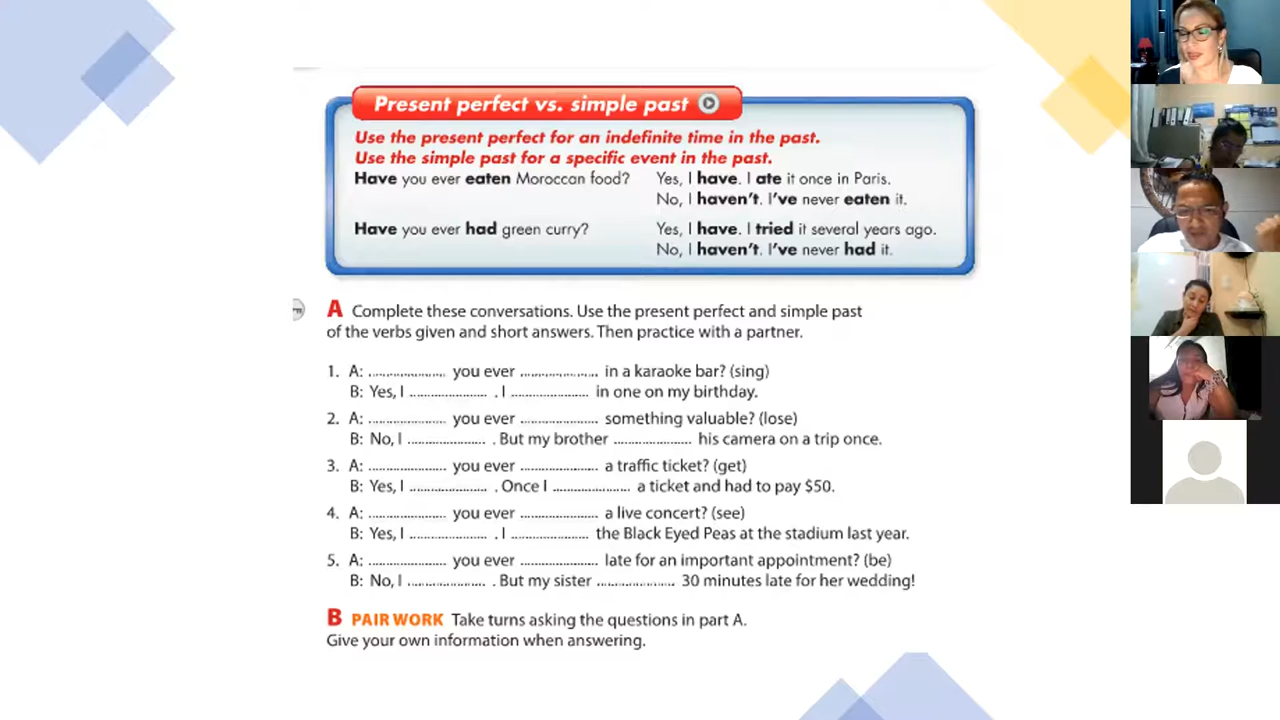 Present perfect vs. simple past
Use the present perfect for an indefinite time in the past.
Use the simple past for a specific event in the past.
Have you ever eaten Moroccan food? Yes, I have. I ate it once in Paris.
No, I haven't. I've never eaten it.
Have you ever had green curry? Yes, I have. I tried it several years ago.
No, I haven't. I've never had it.
A Complete these conversations. Use the present perfect and simple past
of the verbs given and short answers. Then practice with a partner.
1. A: ........................ you ever ........................ in a karaoke bar? (sing)
B: Yes, I ........................ . I ........................ in one on my birthday.
2. A: ........................ you ever ........................ something valuable? (lose)
B: No, I ........................ . But my brother ........................ his camera on a trip once.
3. A: ........................ you ever ........................ a traffic ticket? (get)
B: Yes, I ........................ . Once I ........................ a ticket and had to pay $50.
4. A: ........................ you ever ........................ a live concert? (see)
B: Yes, I ........................ . I ........................ the Black Eyed Peas at the stadium last year.
5. A: ........................ you ever ........................ late for an important appointment? (be)
B: No, I ........................ . But my sister ........................ 30 minutes late for her wedding!
B PAIR WORK Take turns asking the questions in part A.
Give your own information when answering.